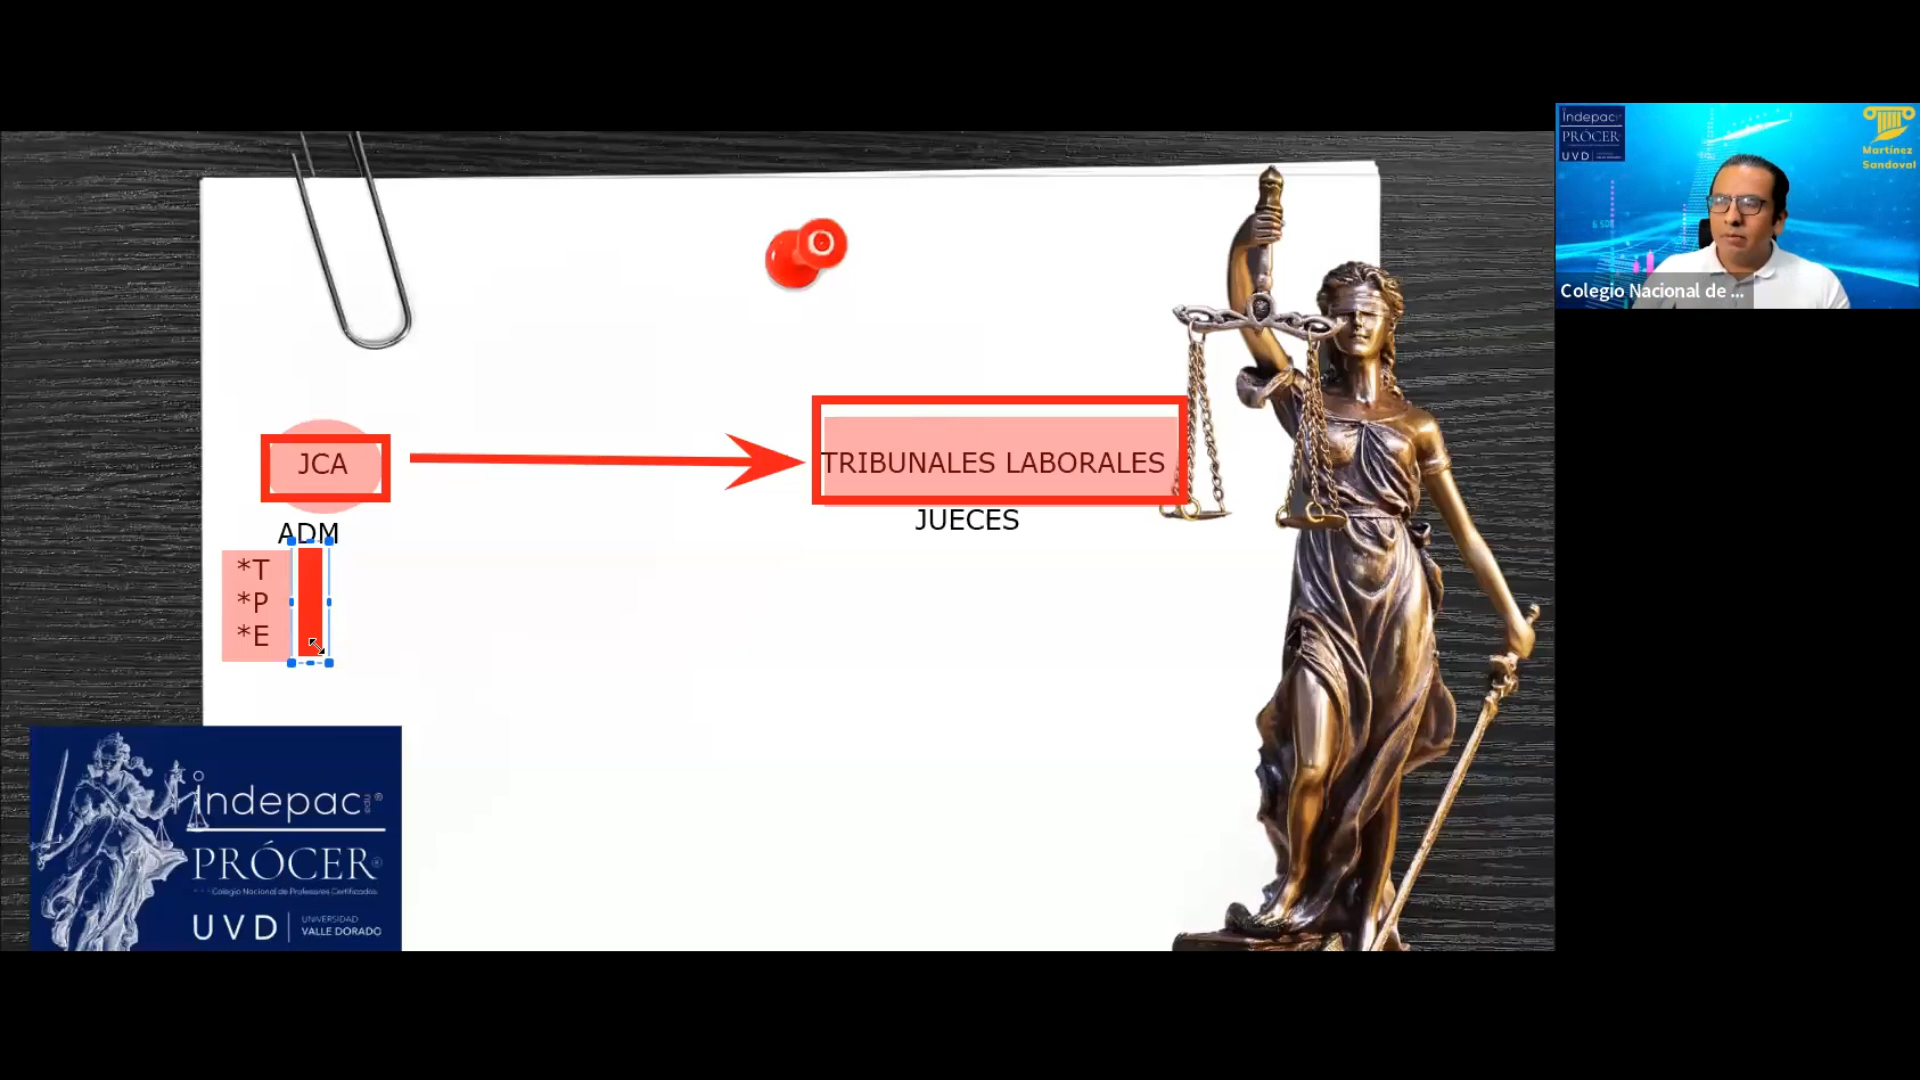 JCA
TRIBUNALES LABORALES
JUECES
ADM
*T
*P
*E
indepac
PRÓCER
Colegio Nacional de Profesores Certificados
UVD
UNIVERSIDAD
VALLE DORADO
indepac
PRÓCER
UVD
Martínez
Sandoval
Colegio Nacional de ...